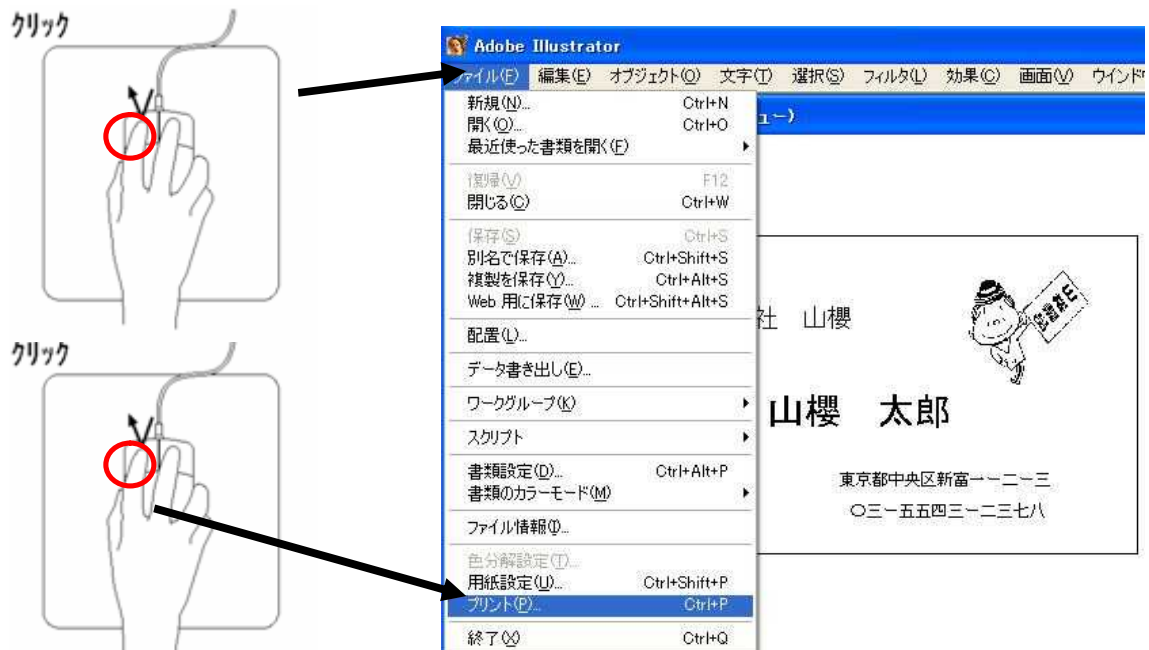 クリック
クリック
Adobe Illustrator
ファイル(F) 編集(E) オブジェクト(O) 文字(T) 選択(S) フィルタ(L) 効果(C) 画面(V) ウインド
新規(N)... Ctrl+N
開く(O)... Ctrl+O
最近使った書類を開く(F)
復帰(V) F12
閉じる(C) Ctrl+W
保存(S) Ctrl+S
別名で保存(A)... Ctrl+Shift+S
複製を保存(Y)... Ctrl+Alt+S
Web 用に保存(W) ... Ctrl+Shift+Alt+S
配置(L)...
データ書き出し(E)...
ワークグループ(K)
スクリプト
書類設定(D)... Ctrl+Alt+P
書類のカラーモード(M)
ファイル情報(I)...
色分解設定(T)...
用紙設定(U)... Ctrl+Shift+P
プリント(P)... Ctrl+P
終了(X) Ctrl+Q
ュー)
社 山櫻
山櫻 太郎
東京都中央区新富一ー二ー三
〇三ー五五四三ー二三七八